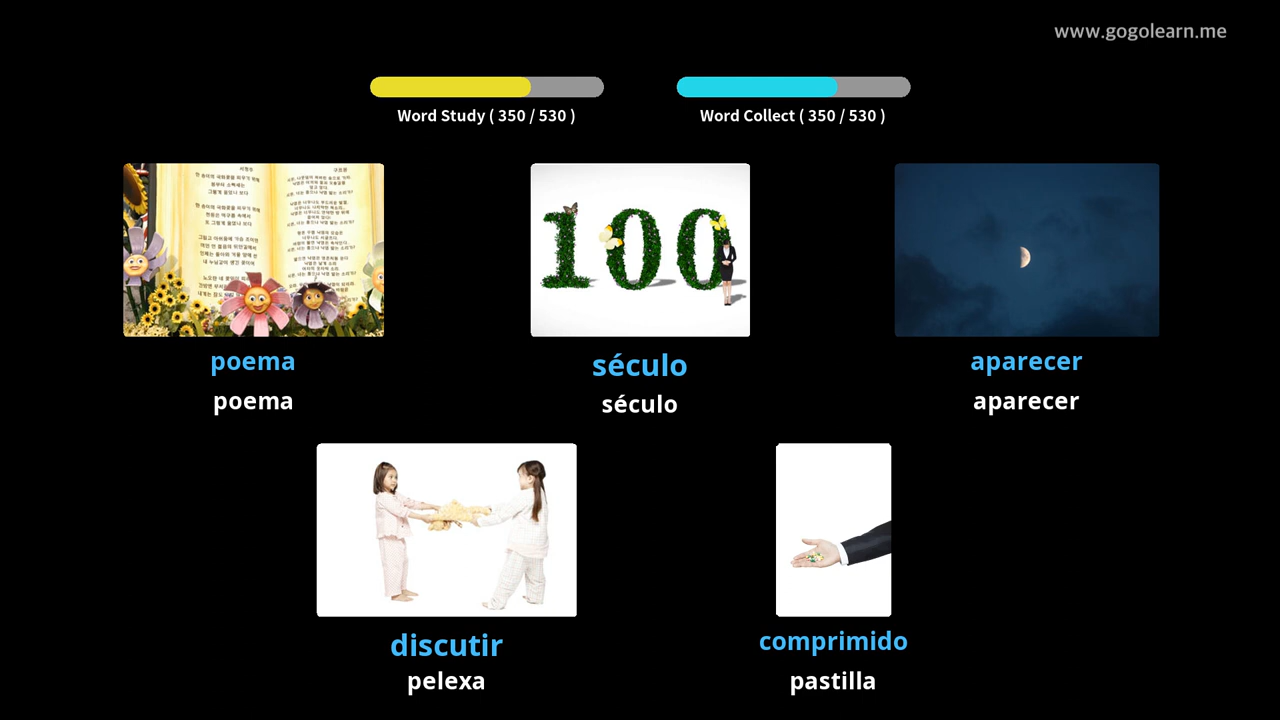 www.gogolearn.me
Word Study ( 350 / 530 )
Word Collect ( 350 / 530 )
100
poema
poema
século
século
aparecer
aparecer
discutir
pelexa
comprimido
pastilla